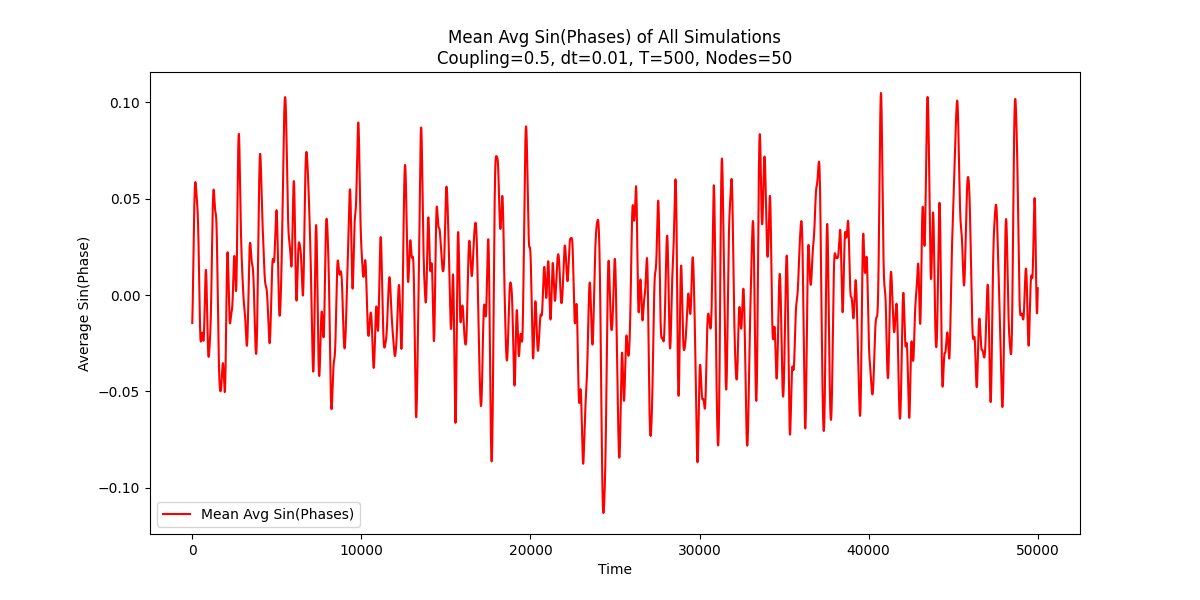 Mean Avg Sin(Phases) of All Simulations
Coupling=0.5, dt=0.01, T=500, Nodes=50
Average Sin(Phase)
0.10
0.05
0.00
−0.05
−0.10
Mean Avg Sin(Phases)
0
10000
20000
30000
40000
50000
Time